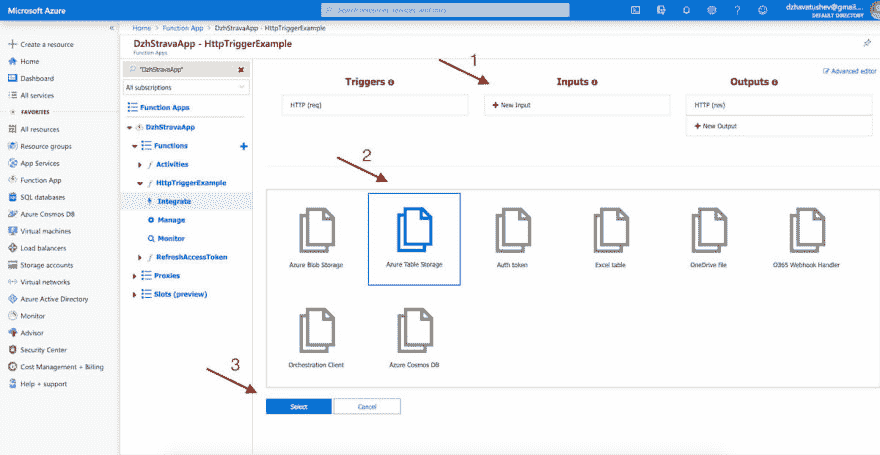 Microsoft Azure
Search resources, services, and docs
dzhavatushev@gmail....
DEFAULT DIRECTORY
Create a resource
Home
Dashboard
All services
FAVORITES
All resources
Resource groups
App Services
Function App
SQL databases
Azure Cosmos DB
Virtual machines
Load balancers
Storage accounts
Virtual networks
Azure Active Directory
Monitor
Advisor
Security Center
Cost Management + Billing
Help + support
Home > Function App > DzhStravaApp - HttpTriggerExample
DzhStravaApp - HttpTriggerExample
Function Apps
"DzhStravaApp"
All subscriptions
Function Apps
DzhStravaApp
Functions
Activities
HttpTriggerExample
Integrate
Manage
Monitor
RefreshAccessToken
Proxies
Slots (preview)
1
Advanced editor
Triggers
Inputs
Outputs
HTTP (req)
New Input
HTTP (res)
New Output
2
Azure Blob Storage
Azure Table Storage
Auth token
Excel table
OneDrive file
O365 Webhook Handler
Orchestration Client
Azure Cosmos DB
3
Select
Cancel